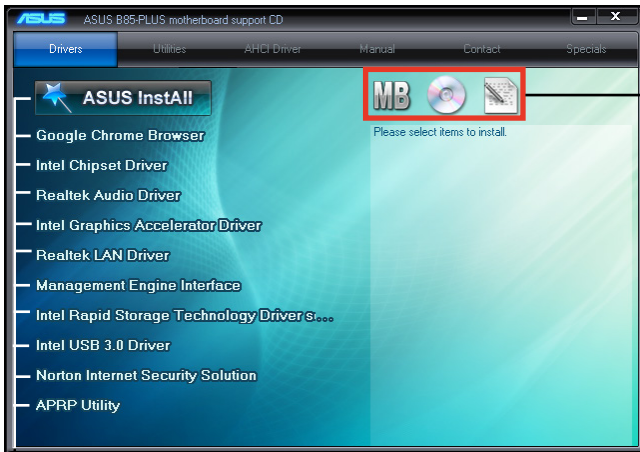 ASUS ASUS B85-PLUS motherboard support CD
Drivers Utilities AHCI Driver Manual Contact Specials
ASUS InstAll
MB
Please select items to install.
Google Chrome Browser
Intel Chipset Driver
Realtek Audio Driver
Intel Graphics Accelerator Driver
Realtek LAN Driver
Management Engine Interface
Intel Rapid Storage Technology Driver s...
Intel USB 3.0 Driver
Norton Internet Security Solution
APRP Utility